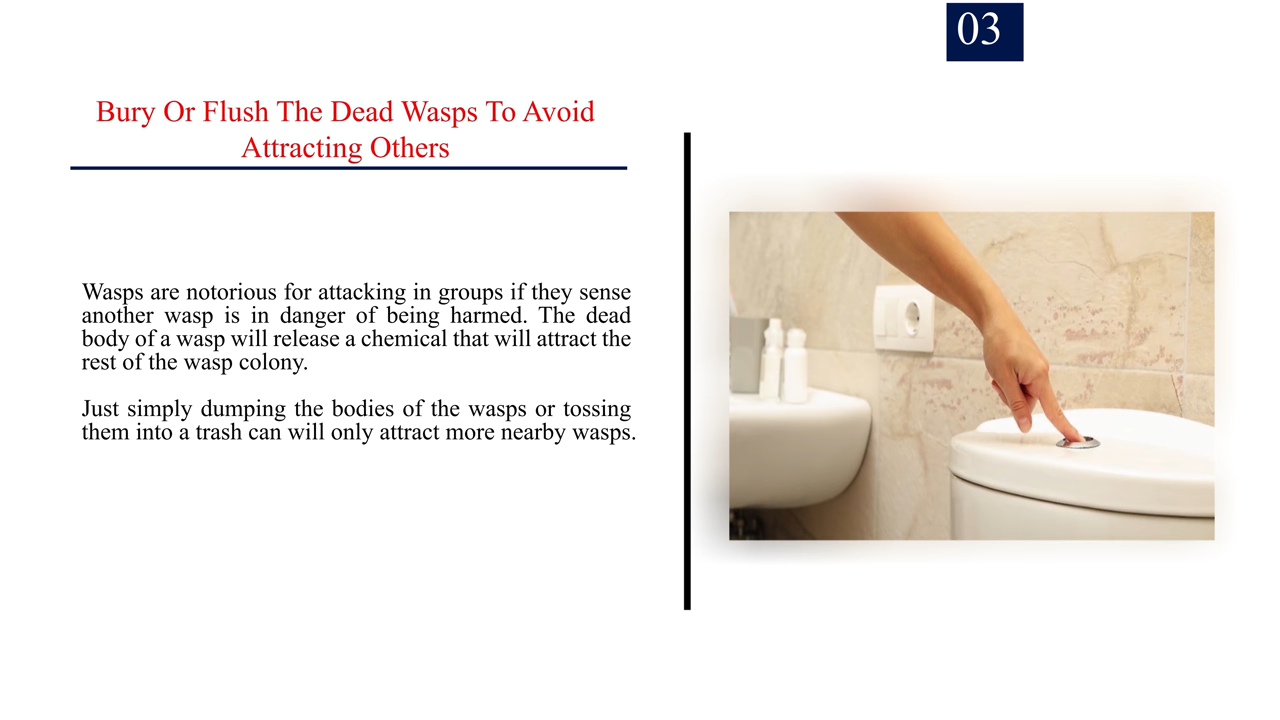 03
Bury Or Flush The Dead Wasps To Avoid
Attracting Others
Wasps are notorious for attacking in groups if they sense
another wasp is in danger of being harmed. The dead
body of a wasp will release a chemical that will attract the
rest of the wasp colony.
Just simply dumping the bodies of the wasps or tossing
them into a trash can will only attract more nearby wasps.